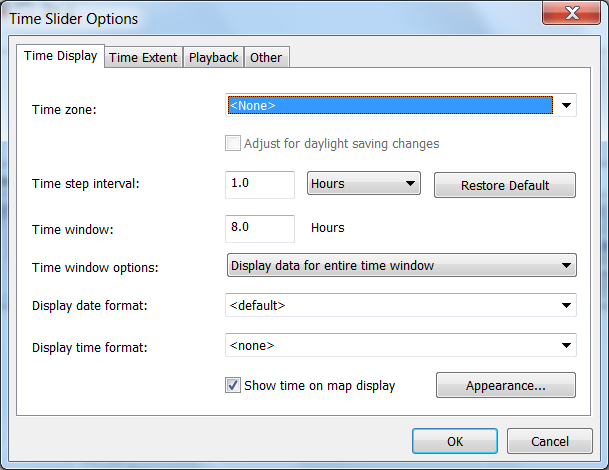 Time Slider Options
Time Display Time Extent Playback Other
Time zone: <None>
Adjust for daylight saving changes
Time step interval: 1.0 Hours Restore Default
Time window: 8.0 Hours
Time window options: Display data for entire time window
Display date format: <default>
Display time format: <none>
Show time on map display Appearance...
OK Cancel